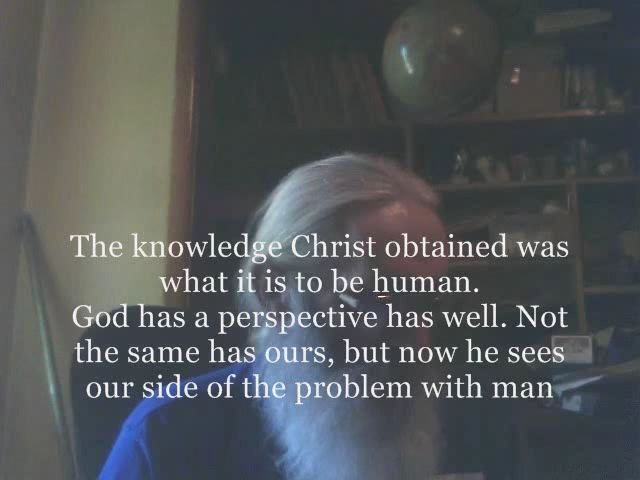 The knowledge Christ obtained was
what it is to be human.
God has a perspective has well. Not
the same has ours, but now he sees
our side of the problem with man